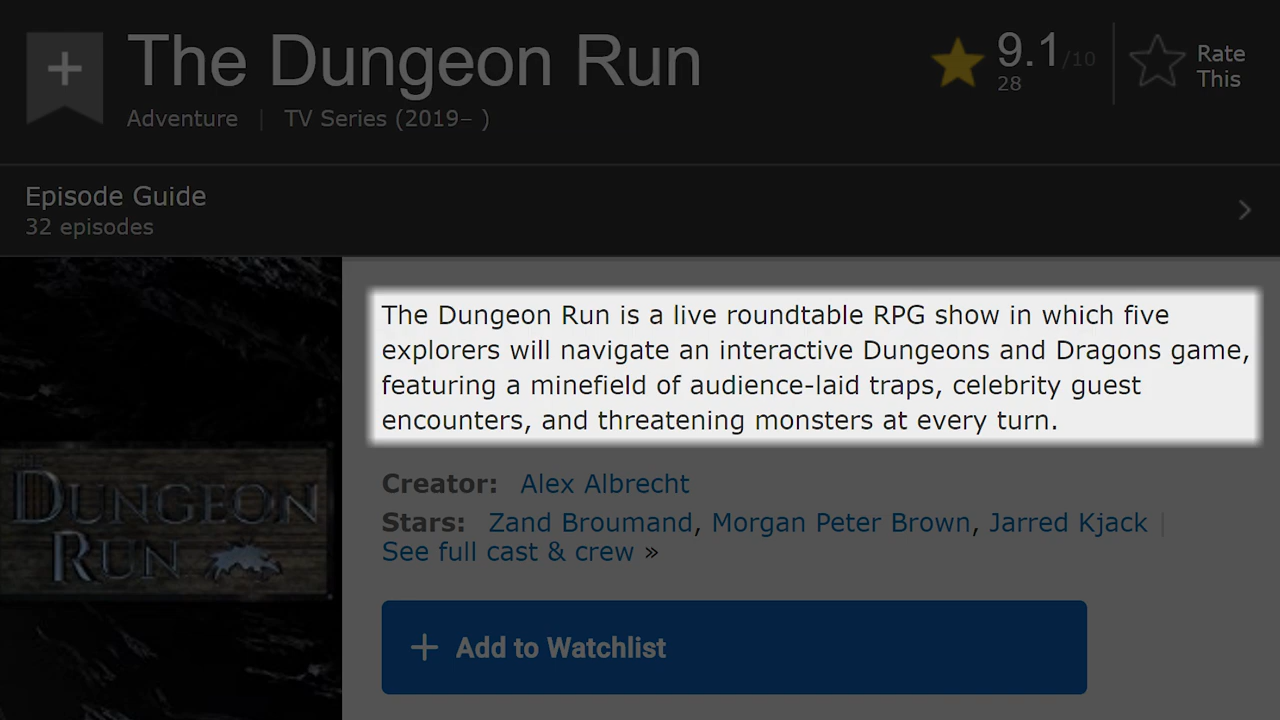 The Dungeon Run
9.1/10
28
Rate
This
Adventure | TV Series (2019– )
Episode Guide
32 episodes
The Dungeon Run is a live roundtable RPG show in which five
explorers will navigate an interactive Dungeons and Dragons game,
featuring a minefield of audience-laid traps, celebrity guest
encounters, and threatening monsters at every turn.
DUNGEON
RUN
Creator: Alex Albrecht
Stars: Zand Broumand, Morgan Peter Brown, Jarred Kjack |
See full cast & crew »
Add to Watchlist